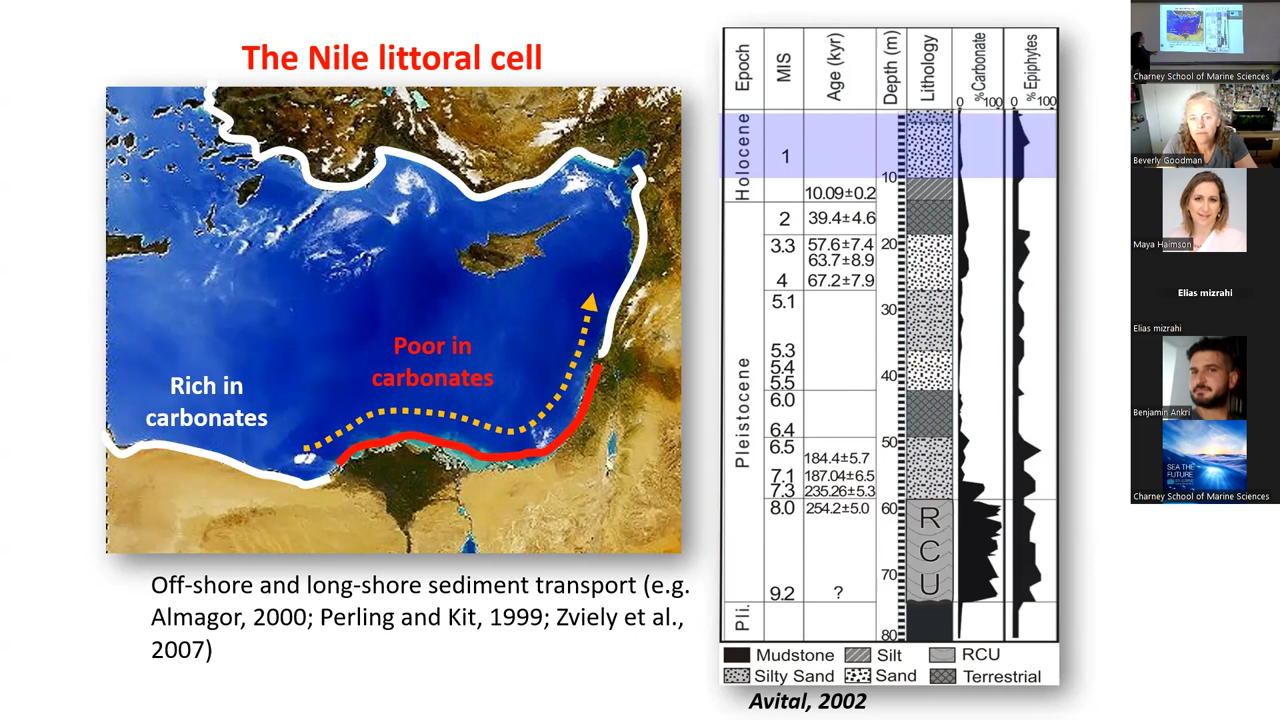 The Nile littoral cell
Poor in
carbonates
Rich in
carbonates
Off-shore and long-shore sediment transport (e.g.
Almagor, 2000; Perling and Kit, 1999; Zviely et al.,
2007)
Epoch
MIS
Age (kyr)
Depth (m)
Lithology
% Carbonate
% Epiphytes
0 100 0 100
Holocene
1
10
10.09±0.2
2
39.4±4.6
20
3.3
57.6±7.4
63.7±8.9
4
67.2±7.9
5.1
30
5.3
5.4
5.5
40
6.0
6.4
Pleistocene
50
6.5
184.4±5.7
7.1
187.04±6.5
7.3
235.26±5.3
8.0
254.2±5.0
60
RCU
70
9.2
?
Pli.
80
Mudstone Silt RCU
Silty Sand Sand Terrestrial
Avital, 2002
Charney School of Marine Sciences
Beverly Goodman
Maya Haimson
Elias mizrahi
Elias mizrahi
Benjamin Ankri
SEA THE
FUTURE
Charney School of Marine Sciences